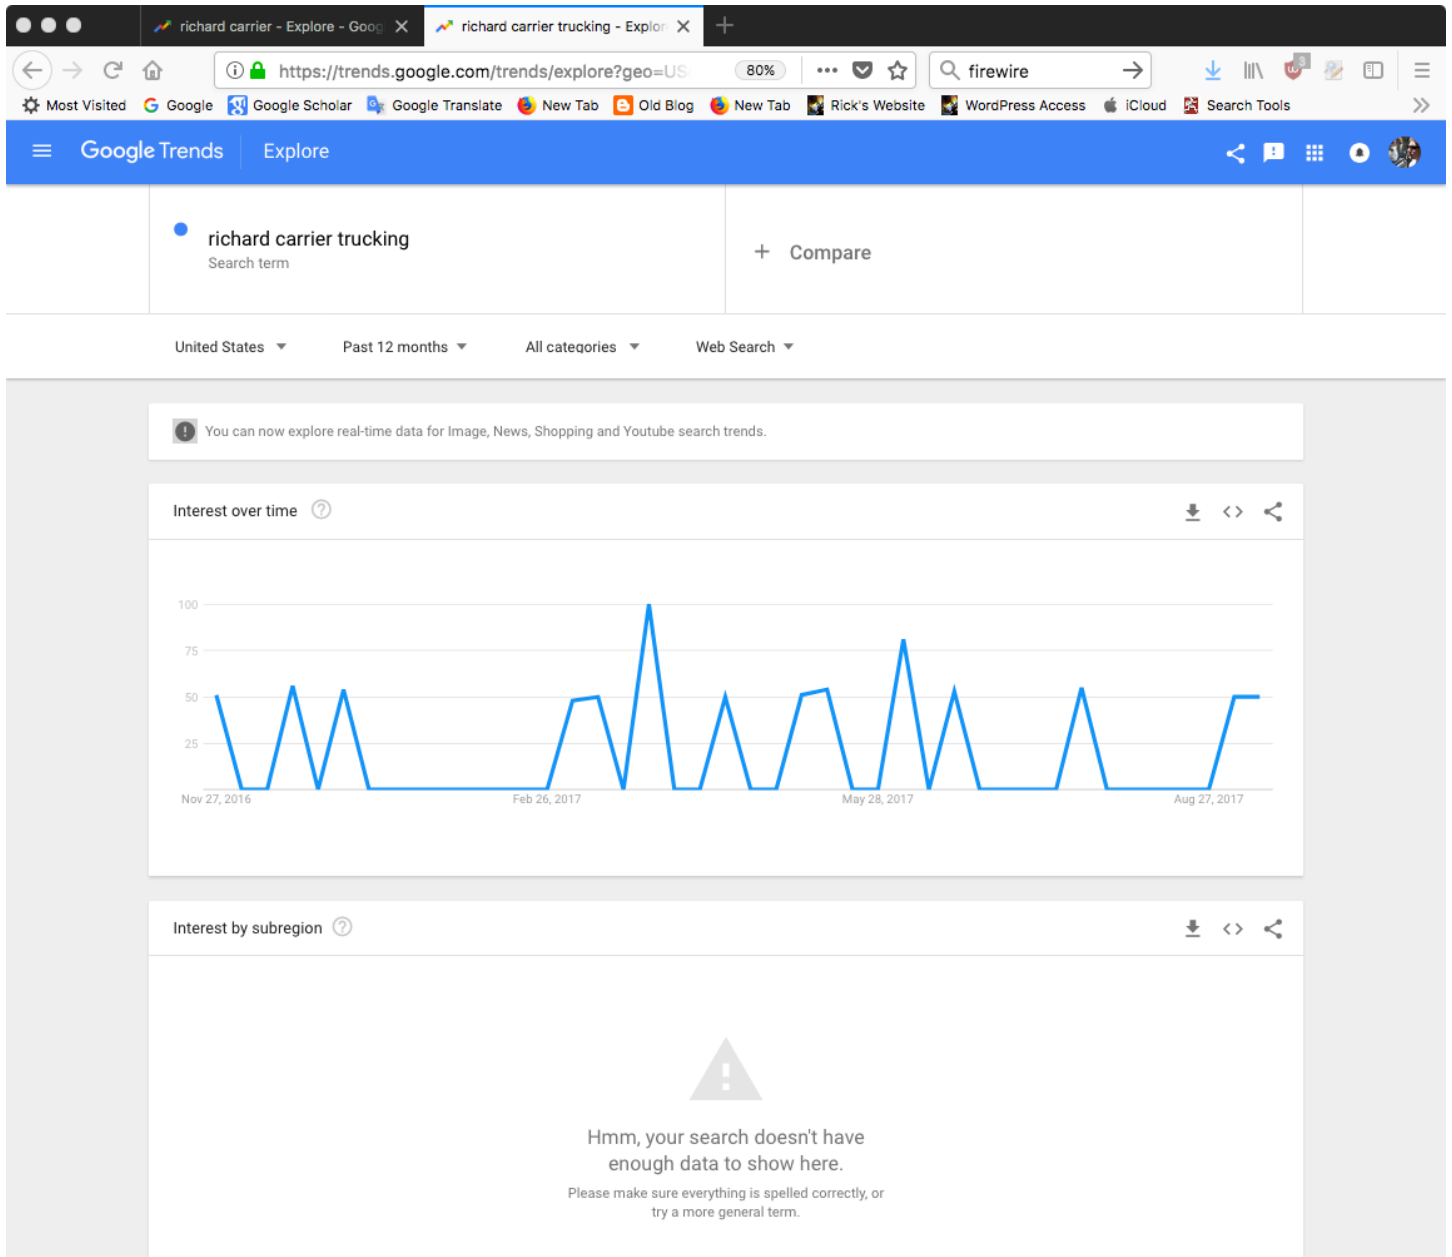 richard carrier - Explore - Goog
richard carrier trucking - Explor
https://trends.google.com/trends/explore?geo=US
80%
firewire
Most Visited
Google
Google Scholar
Google Translate
New Tab
Old Blog
New Tab
Rick's Website
WordPress Access
iCloud
Search Tools
Google Trends
Explore
richard carrier trucking
Search term
+ Compare
United States
Past 12 months
All categories
Web Search
You can now explore real-time data for Image, News, Shopping and Youtube search trends.
Interest over time
100
75
50
25
Nov 27, 2016
Feb 26, 2017
May 28, 2017
Aug 27, 2017
Interest by subregion
Hmm, your search doesn't have
enough data to show here.
Please make sure everything is spelled correctly, or
try a more general term.